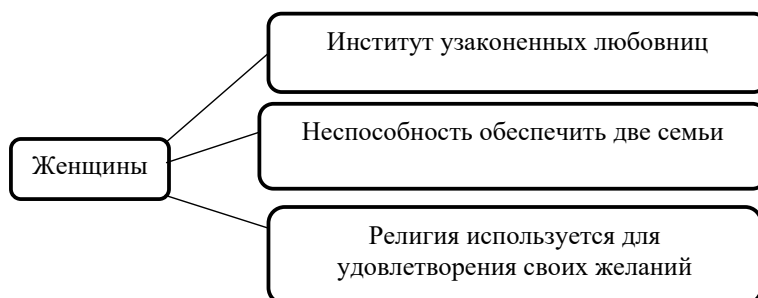 Институт узаконенных любовниц
Неспособность обеспечить две семьи
Женщины
Религия используется для
удовлетворения своих желаний